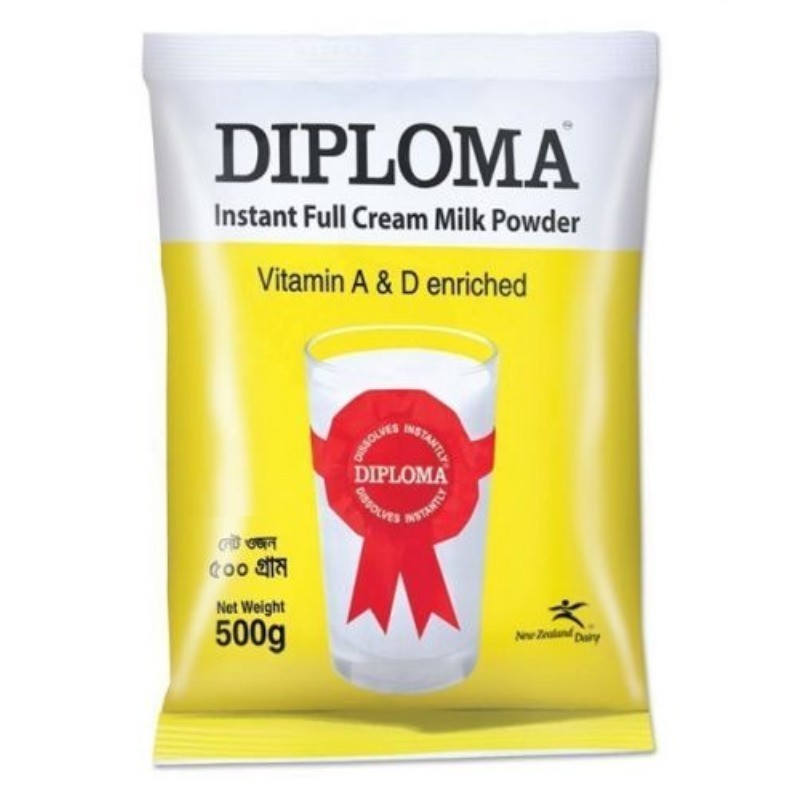 DIPLOMA™
Instant Full Cream Milk Powder
Vitamin A & D enriched
DISSOLVES INSTANTLY
DIPLOMA
DISSOLVES INSTANTLY
নেট ওজন
৫০০ গ্রাম
Net Weight
500g
New Zealand Dairy